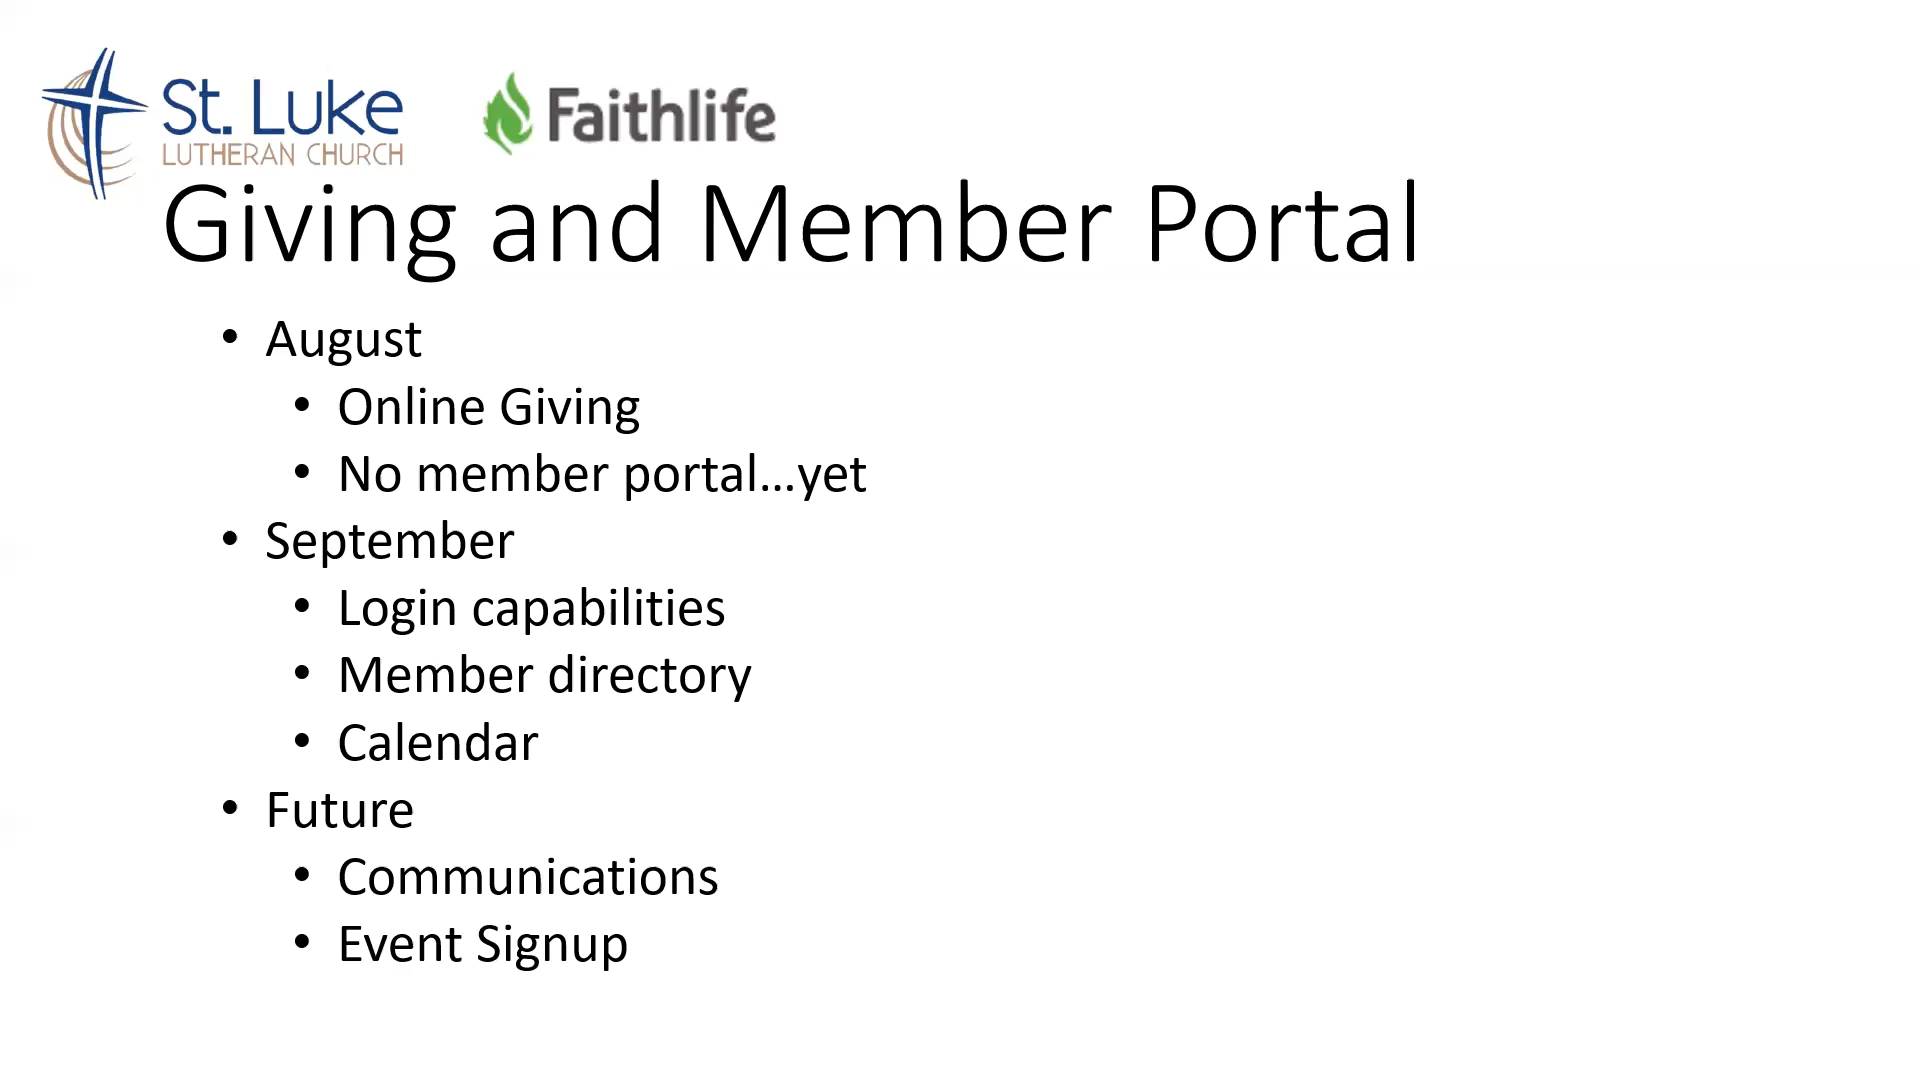 St. Luke
LUTHERAN CHURCH
Faithlife
Giving and Member Portal
• August
• Online Giving
• No member portal...yet
• September
• Login capabilities
• Member directory
• Calendar
• Future
• Communications
• Event Signup